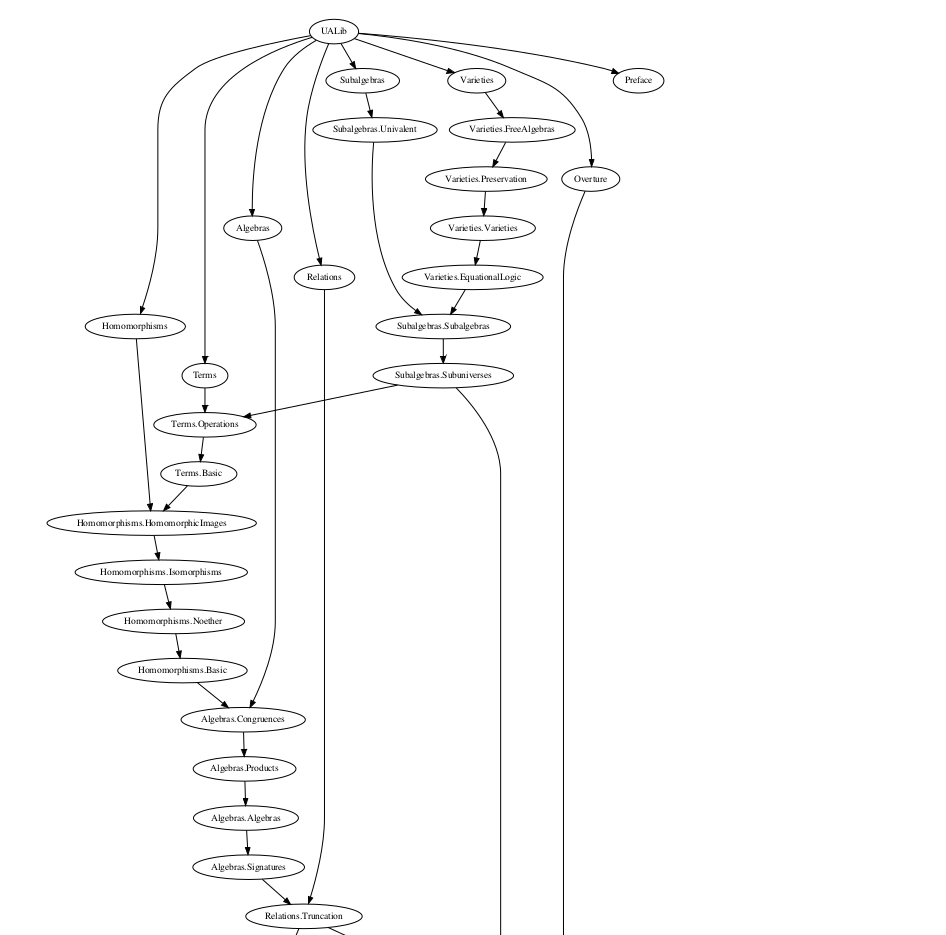 UALib
Subalgebras
Varieties
Preface
Subalgebras.Univalent
Varieties.FreeAlgebras
Varieties.Preservation
Overture
Algebras
Varieties.Varieties
Relations
Varieties.EquationalLogic
Homomorphisms
Subalgebras.Subalgebras
Terms
Subalgebras.Subuniverses
Terms.Operations
Terms.Basic
Homomorphisms.HomomorphicImages
Homomorphisms.Isomorphisms
Homomorphisms.Noether
Homomorphisms.Basic
Algebras.Congruences
Algebras.Products
Algebras.Algebras
Algebras.Signatures
Relations.Truncation